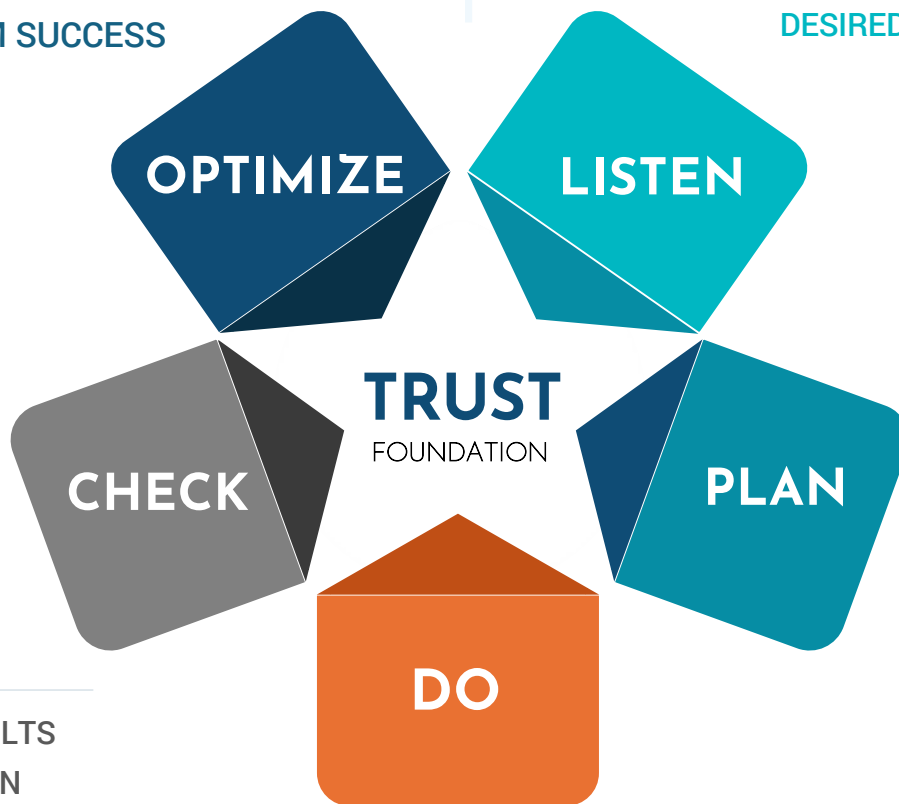 SUCCESS
DESIRED
OPTIMIZE
LISTEN
TRUST
FOUNDATION
CHECK
PLAN
DO